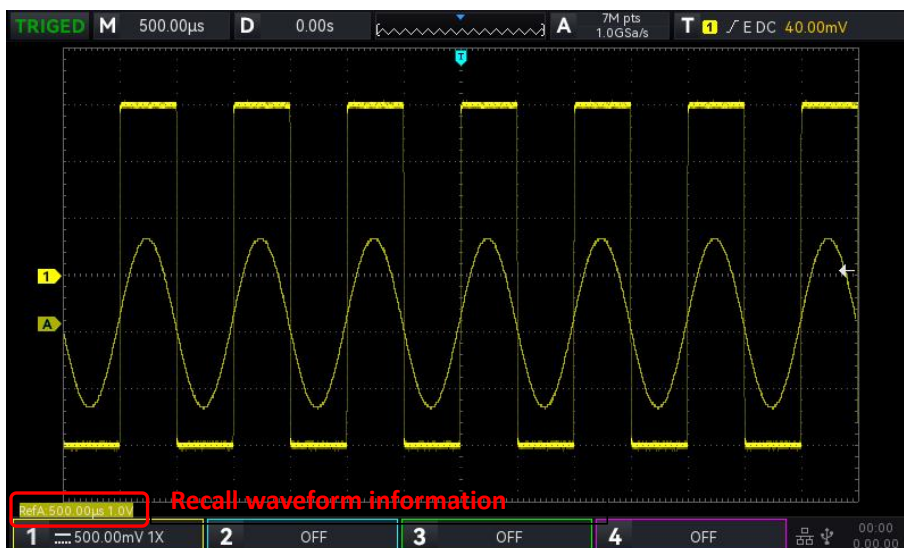 TRIGED M 500.00μs D 0.00s A 7M pts T 1 E DC 40.00mV
1.0GSa/s
T
1
A
Recall waveform information
RefA:500.00μs 1.0V
1 500.00mV 1X 2 OFF 3 OFF 4 OFF 00:00
0.00.00